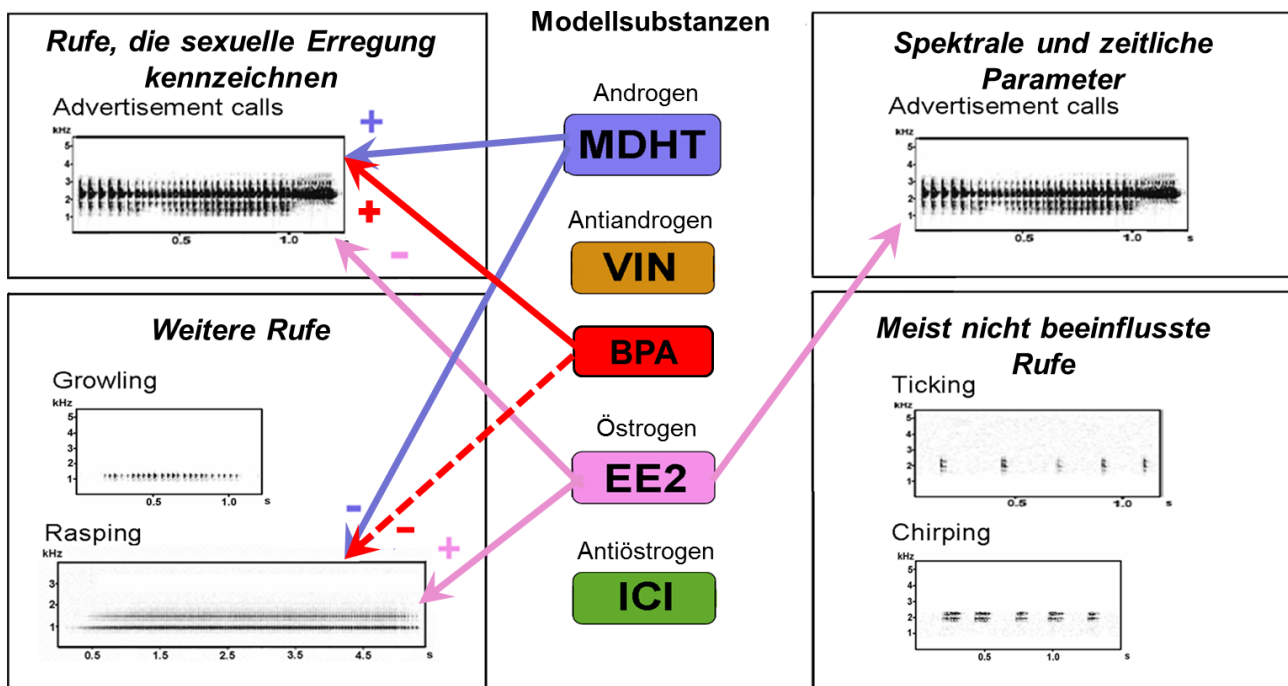 Rufe, die sexuelle Erregung
kennzeichnen
Advertisement calls
kHz
5
4
3
2
1
0.5
1.0
s
+
+
-
Weitere Rufe
Growling
kHz
5
4
3
2
1
0.5
1.0
s
Rasping
kHz
3
2
1
0.5
1.5
2.5
3.5
4.5
s
-
-
+
Modellsubstanzen
Androgen
MDHT
Antiandrogen
VIN
BPA
Östrogen
EE2
Antiöstrogen
ICI
Spektrale und zeitliche
Parameter
Advertisement calls
kHz
5
4
3
2
1
0.5
1.0
s
Meist nicht beeinflusste
Rufe
Ticking
kHz
5
4
3
2
1
0.5
1.0
s
Chirping
kHz
5
4
3
2
1
0.5
1.0
s